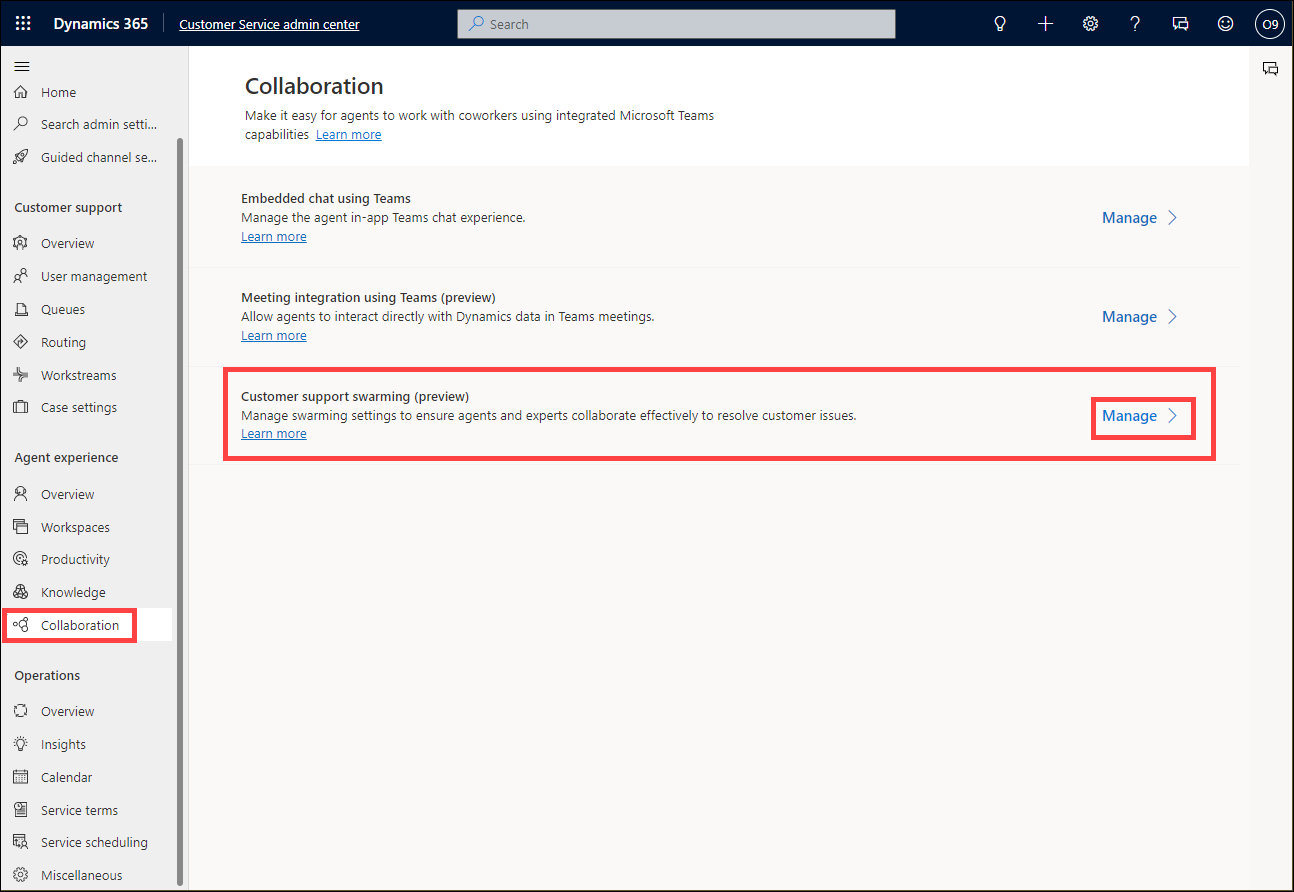 Dynamics 365 Customer Service admin center Search O9
Home
Search admin setti...
Guided channel se...
Customer support
Overview
User management
Queues
Routing
Workstreams
Case settings
Agent experience
Overview
Workspaces
Productivity
Knowledge
Collaboration
Operations
Overview
Insights
Calendar
Service terms
Service scheduling
Miscellaneous
Collaboration
Make it easy for agents to work with coworkers using integrated Microsoft Teams
capabilities Learn more
Embedded chat using Teams
Manage the agent in-app Teams chat experience.
Learn more
Manage
Meeting integration using Teams (preview)
Allow agents to interact directly with Dynamics data in Teams meetings.
Learn more
Manage
Customer support swarming (preview)
Manage swarming settings to ensure agents and experts collaborate effectively to resolve customer issues.
Learn more
Manage